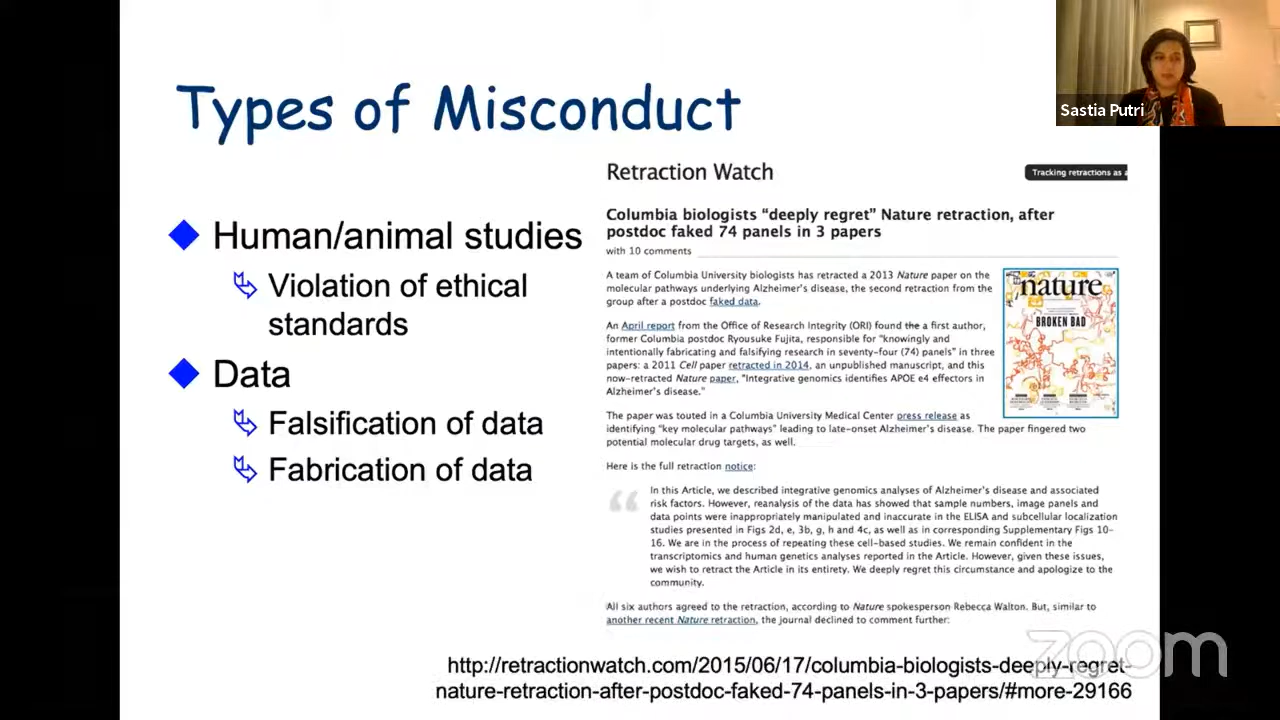 Types of Misconduct
Sastia Putri
Human/animal studies
Violation of ethical
standards
Data
Falsification of data
Fabrication of data
Retraction Watch
Tracking retractions as a
Columbia biologists “deeply regret” Nature retraction, after
postdoc faked 74 panels in 3 papers
with 10 comments
A team of Columbia University biologists has retracted a 2013 Nature paper on the
molecular pathways underlying Alzheimer's disease, the second retraction from the
group after a postdoc faked data.
An April report from the Office of Research Integrity (ORI) found the a first author,
former Columbia postdoc Ryousuke Fujita, responsible for “knowingly and
intentionally fabricating and falsifying research in seventy-four (74) panels” in three
papers: a 2011 Cell paper retracted in 2014, an unpublished manuscript, and this
now-retracted Nature paper, “Integrative genomics identifies APOE e4 effectors in
Alzheimer's disease.”
nature
BROKEN BAD
The paper was touted in a Columbia University Medical Center press release as
identifying “key molecular pathways” leading to late-onset Alzheimer's disease. The paper fingered two
potential molecular drug targets, as well.
Here is the full retraction notice:
In this Article, we described integrative genomics analyses of Alzheimer's disease and associated
risk factors. However, reanalysis of the data has showed that sample numbers, image panels and
data points were inappropriately manipulated and inaccurate in the ELISA and subcellular localization
studies presented in Figs 2d, e, 3b, g, h and 4c, as well as in corresponding Supplementary Figs 10–
16. We are in the process of repeating these cell-based studies. We remain confident in the
transcriptomics and human genetics analyses reported in the Article. However, given these issues,
we wish to retract the Article in its entirety. We deeply regret this circumstance and apologize to the
community.
All six authors agreed to the retraction, according to Nature spokesperson Rebecca Walton. But, similar to
another recent Nature retraction, the journal declined to comment further:
http://retractionwatch.com/2015/06/17/columbia-biologists-deeply-regret-
nature-retraction-after-postdoc-faked-74-panels-in-3-papers/#more-29166
zoom